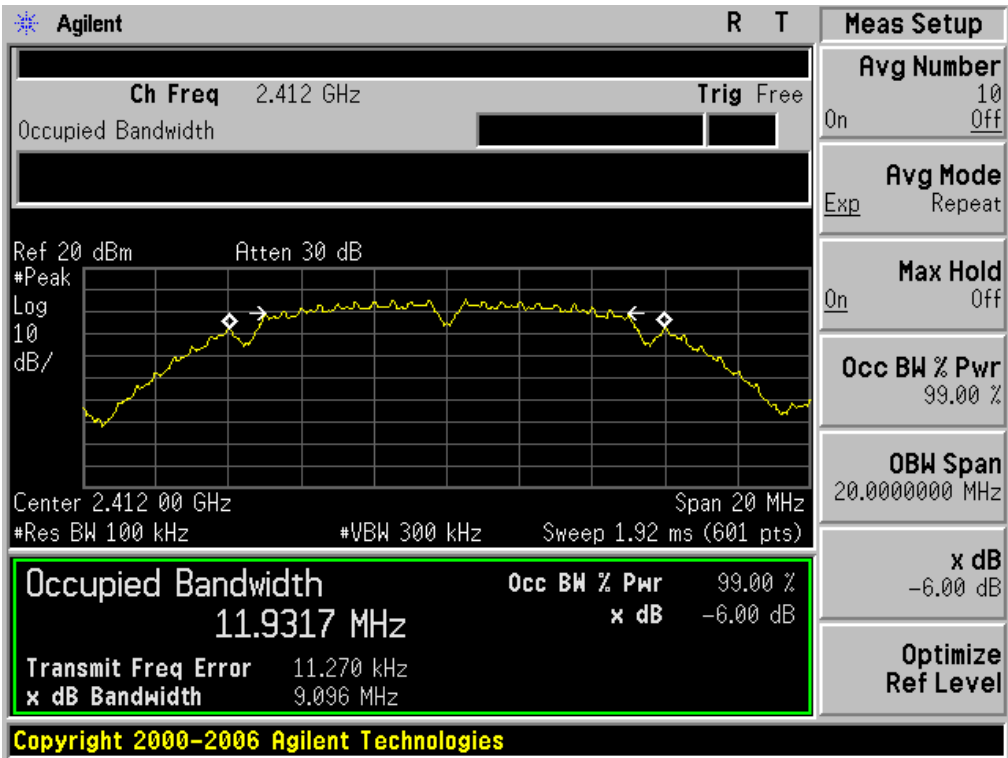 Agilent R T
Ch Freq 2.412 GHz Trig Free
Occupied Bandwidth
Ref 20 dBm Atten 30 dB
#Peak
Log
10
dB/
Center 2.412 00 GHz Span 20 MHz
#Res BW 100 kHz #VBW 300 kHz Sweep 1.92 ms (601 pts)
Occupied Bandwidth Occ BW % Pwr 99.00 %
11.9317 MHz x dB -6.00 dB
Transmit Freq Error 11.270 kHz
x dB Bandwidth 9.096 MHz
Copyright 2000-2006 Agilent Technologies
Meas Setup
Avg Number
10
On Off
Avg Mode
Exp Repeat
Max Hold
On Off
Occ BW % Pwr
99.00 %
OBW Span
20.0000000 MHz
x dB
-6.00 dB
Optimize
Ref Level